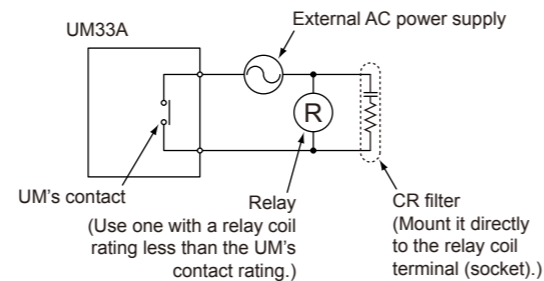 External AC power supply
UM33A
R
UM's contact
Relay
(Use one with a relay coil
rating less than the UM's
contact rating.)
CR filter
(Mount it directly
to the relay coil
terminal (socket).)